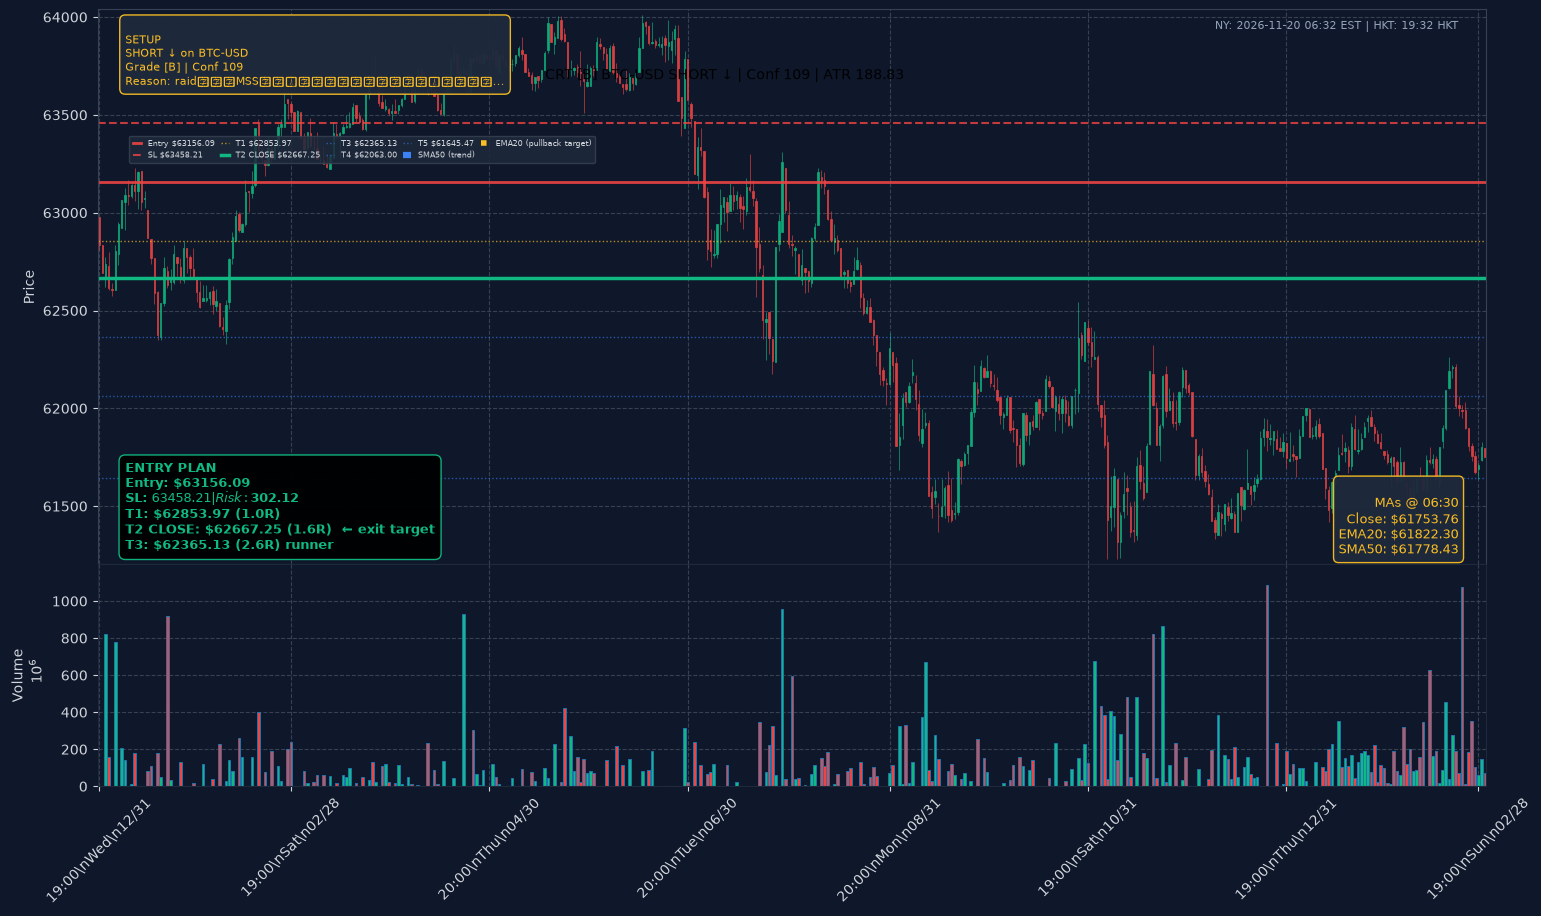 NY: 2026-11-20 06:32 EST | HKT: 19:32 HKT
SETUP
SHORT ↓ on BTC-USD
Grade [B] | Conf 109
Reason: raid MSS
BTC-USD SHORT ↓ | Conf 109 | ATR 188.83
Entry $63156.09
SL $63458.21
T1 $62853.97
T2 CLOSE $62667.25
T3 $62365.13
T4 $62063.00
T5 $61645.47
SMA50 (trend)
EMA20 (pullback target)
Price
64000
63500
63000
62500
62000
61500
ENTRY PLAN
Entry: $63156.09
SL: 63458.21|Risk:302.12
T1: $62853.97 (1.0R)
T2 CLOSE: $62667.25 (1.6R) ← exit target
T3: $62365.13 (2.6R) runner
MAs @ 06:30
Close: $61753.76
EMA20: $61822.30
SMA50: $61778.43
Volume
10⁶
1000
800
600
400
200
0
19:00\nWed\n12/31
19:00\nSat\n02/28
20:00\nThu\n04/30
20:00\nTue\n06/30
20:00\nMon\n08/31
19:00\nSat\n10/31
19:00\nThu\n12/31
19:00\nSun\n02/28